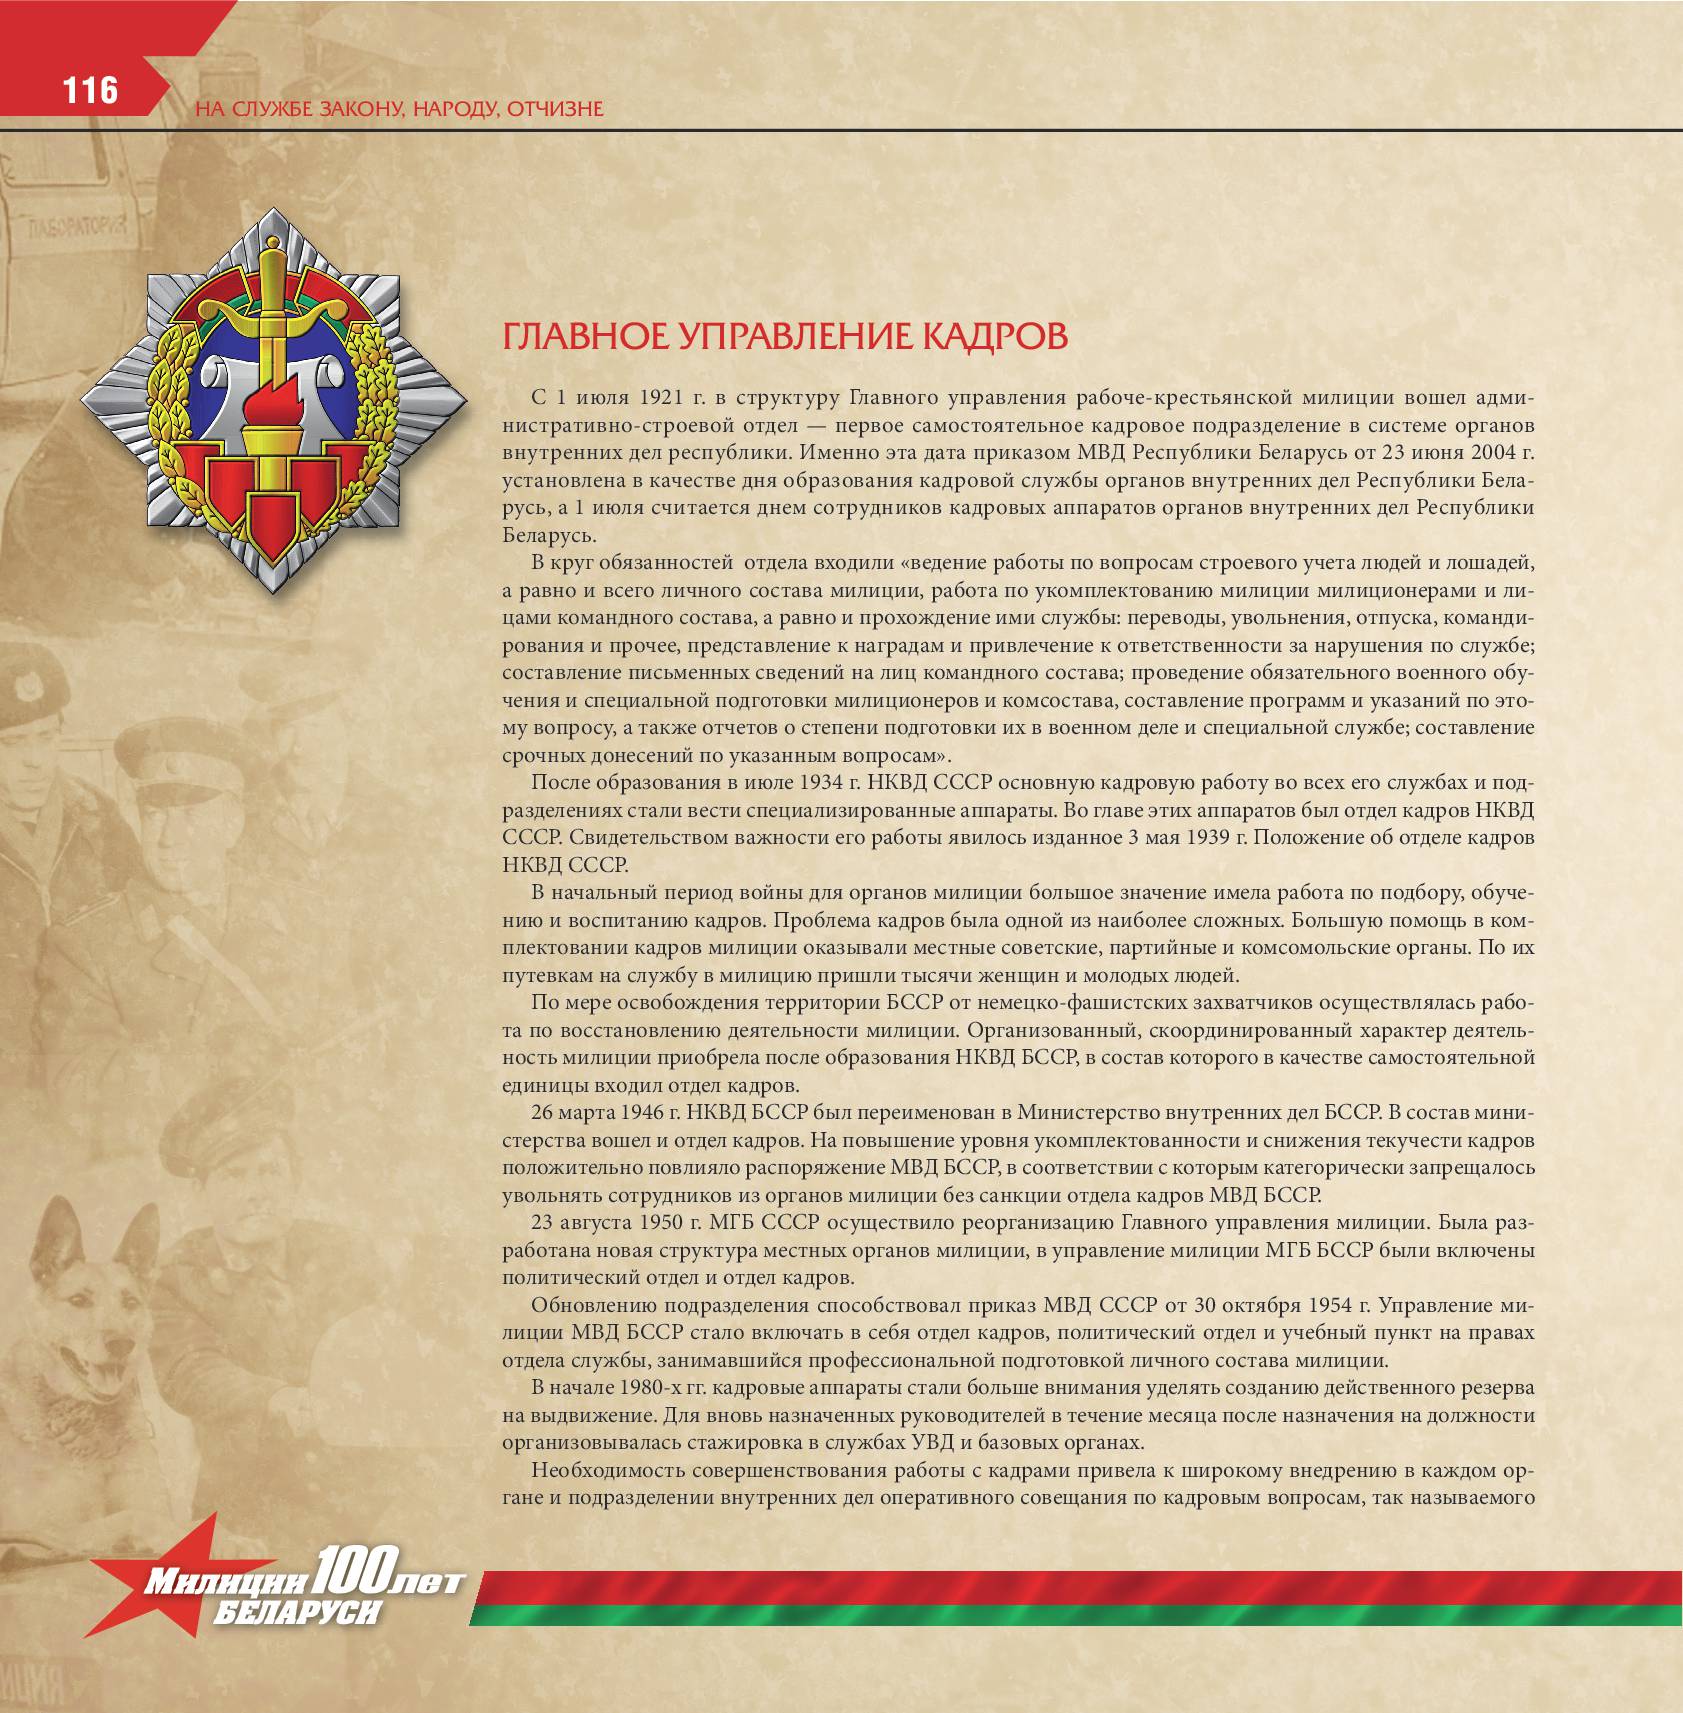 116
НА СЛУЖБЕ ЗАКОНУ, НАРОДУ, ОТЧИЗНЕ
ЛАБОРАТОРИЯ
ГЛАВНОЕ УПРАВЛЕНИЕ КАДРОВ
С 1 июля 1921 г. в структуру Главного управления рабоче-крестьянской милиции вошел адми-
нистративно-строевой отдел — первое самостоятельное кадровое подразделение в системе органов
внутренних дел республики. Именно эта дата приказом МВД Республики Беларусь от 23 июня 2004 г.
установлена в качестве дня образования кадровой службы органов внутренних дел Республики Бела-
русь, а 1 июля считается днем сотрудников кадровых аппаратов органов внутренних дел Республики
Беларусь.
В круг обязанностей отдела входили «ведение работы по вопросам строевого учета людей и лошадей,
а равно и всего личного состава милиции, работа по укомплектованию милиции милиционерами и ли-
цами командного состава, а равно и прохождение ими службы: переводы, увольнения, отпуска, команди-
рования и прочее, представление к наградам и привлечение к ответственности за нарушения по службе;
составление письменных сведений на лиц командного состава; проведение обязательного военного обу-
чения и специальной подготовки милиционеров и комсостава, составление программ и указаний по это-
му вопросу, а также отчетов о степени подготовки их в военном деле и специальной службе; составление
срочных донесений по указанным вопросам».
После образования в июле 1934 г. НКВД СССР основную кадровую работу во всех его службах и под-
разделениях стали вести специализированные аппараты. Во главе этих аппаратов был отдел кадров НКВД
СССР. Свидетельством важности его работы явилось изданное 3 мая 1939 г. Положение об отделе кадров
НКВД СССР.
В начальный период войны для органов милиции большое значение имела работа по подбору, обуче-
нию и воспитанию кадров. Проблема кадров была одной из наиболее сложных. Большую помощь в ком-
плектовании кадров милиции оказывали местные советские, партийные и комсомольские органы. По их
путевкам на службу в милицию пришли тысячи женщин и молодых людей.
По мере освобождения территории БССР от немецко-фашистских захватчиков осуществлялась рабо-
та по восстановлению деятельности милиции. Организованный, скоординированный характер деятель-
ность милиции приобрела после образования НКВД БССР, в состав которого в качестве самостоятельной
единицы входил отдел кадров.
26 марта 1946 г. НКВД БССР был переименован в Министерство внутренних дел БССР. В состав мини-
стерства вошел и отдел кадров. На повышение уровня укомплектованности и снижения текучести кадров
положительно повлияло распоряжение МВД БССР, в соответствии с которым категорически запрещалось
увольнять сотрудников из органов милиции без санкции отдела кадров МВД БССР.
23 августа 1950 г. МГБ СССР осуществило реорганизацию Главного управления милиции. Была раз-
работана новая структура местных органов милиции, в управление милиции МГБ БССР были включены
политический отдел и отдел кадров.
Обновлению подразделения способствовал приказ МВД СССР от 30 октября 1954 г. Управление ми-
лиции МВД БССР стало включать в себя отдел кадров, политический отдел и учебный пункт на правах
отдела службы, занимавшийся профессиональной подготовкой личного состава милиции.
В начале 1980-х гг. кадровые аппараты стали больше внимания уделять созданию действенного резерва
на выдвижение. Для вновь назначенных руководителей в течение месяца после назначения на должности
организовывалась стажировка в службах УВД и базовых органах.
Необходимость совершенствования работы с кадрами привела к широкому внедрению в каждом ор-
гане и подразделении внутренних дел оперативного совещания по кадровым вопросам, так называемого
Милиции 100 лет
БЕЛАРУСИ